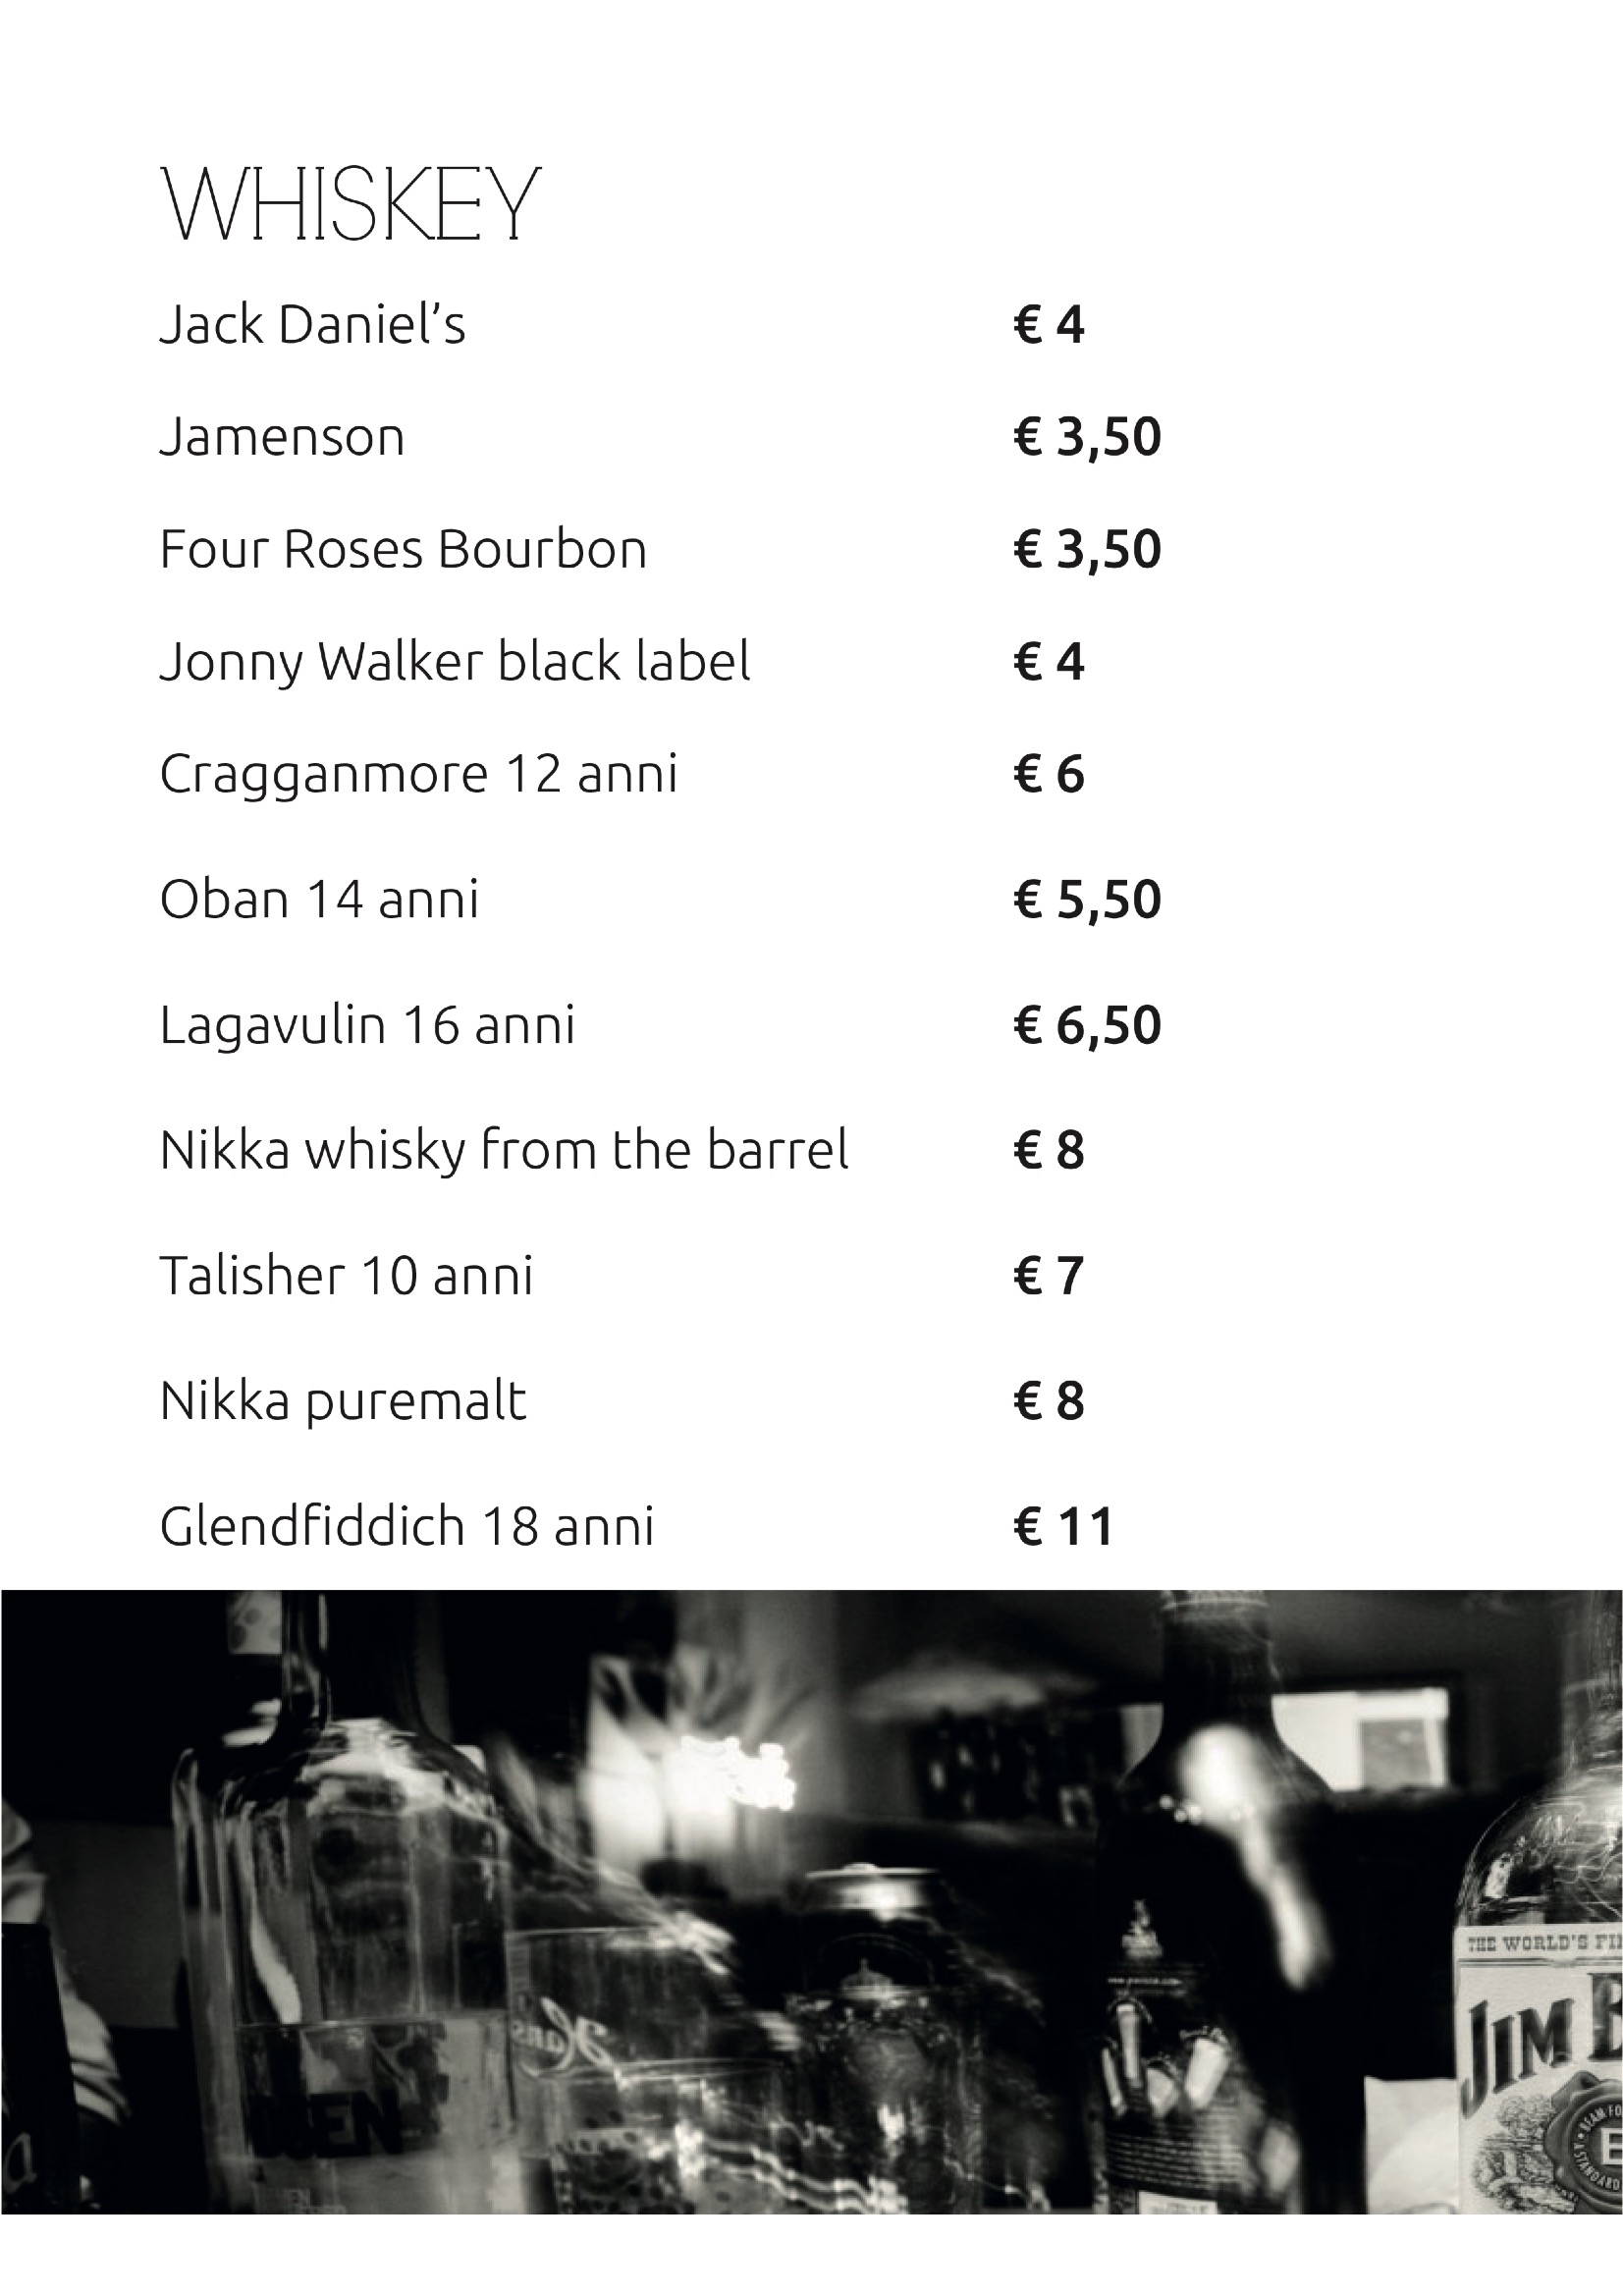 WHISKEY
Jack Daniel’s € 4
Jamenson € 3,50
Four Roses Bourbon € 3,50
Jonny Walker black label € 4
Cragganmore 12 anni € 6
Oban 14 anni € 5,50
Lagavulin 16 anni € 6,50
Nikka whisky from the barrel € 8
Talisher 10 anni € 7
Nikka puremalt € 8
Glendfiddich 18 anni € 11
THE WORLD'S
JIM